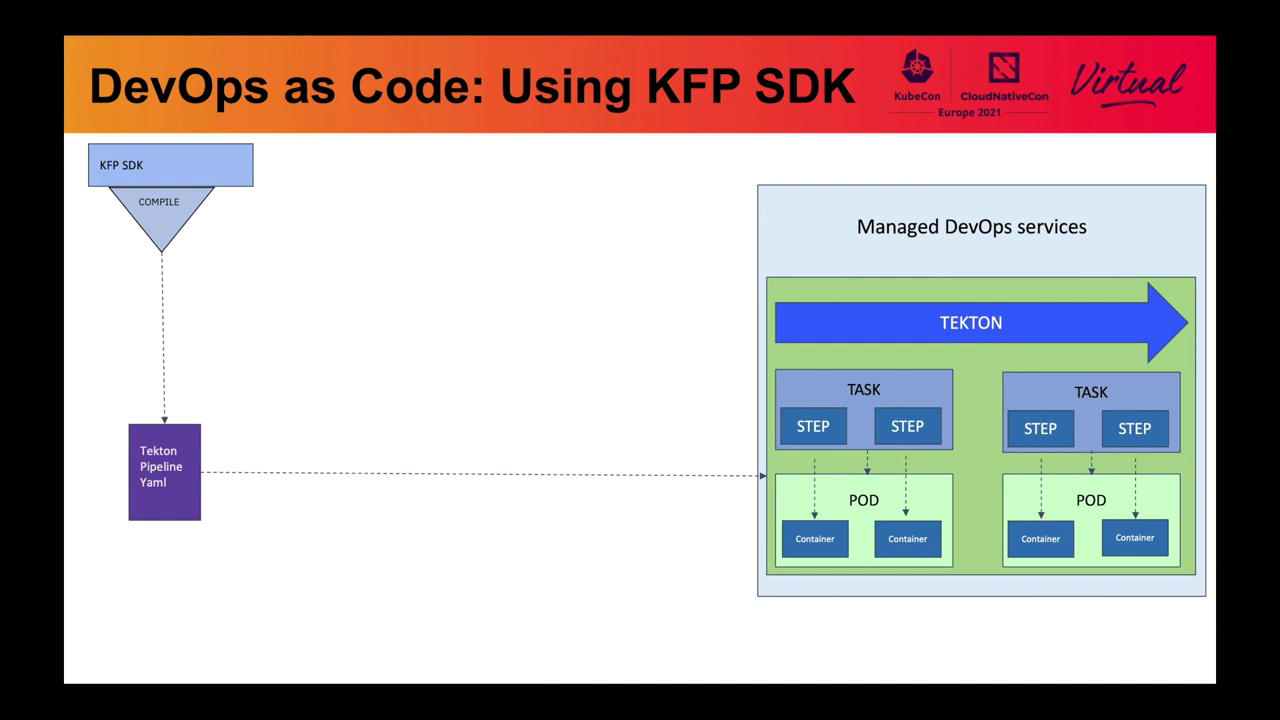 DevOps as Code: Using KFP SDK
KubeCon
CloudNativeCon
Europe 2021
Virtual
KFP SDK
COMPILE
Tekton
Pipeline
Yaml
Managed DevOps services
TEKTON
TASK
STEP STEP
POD
Container Container
TASK
STEP STEP
POD
Container Container